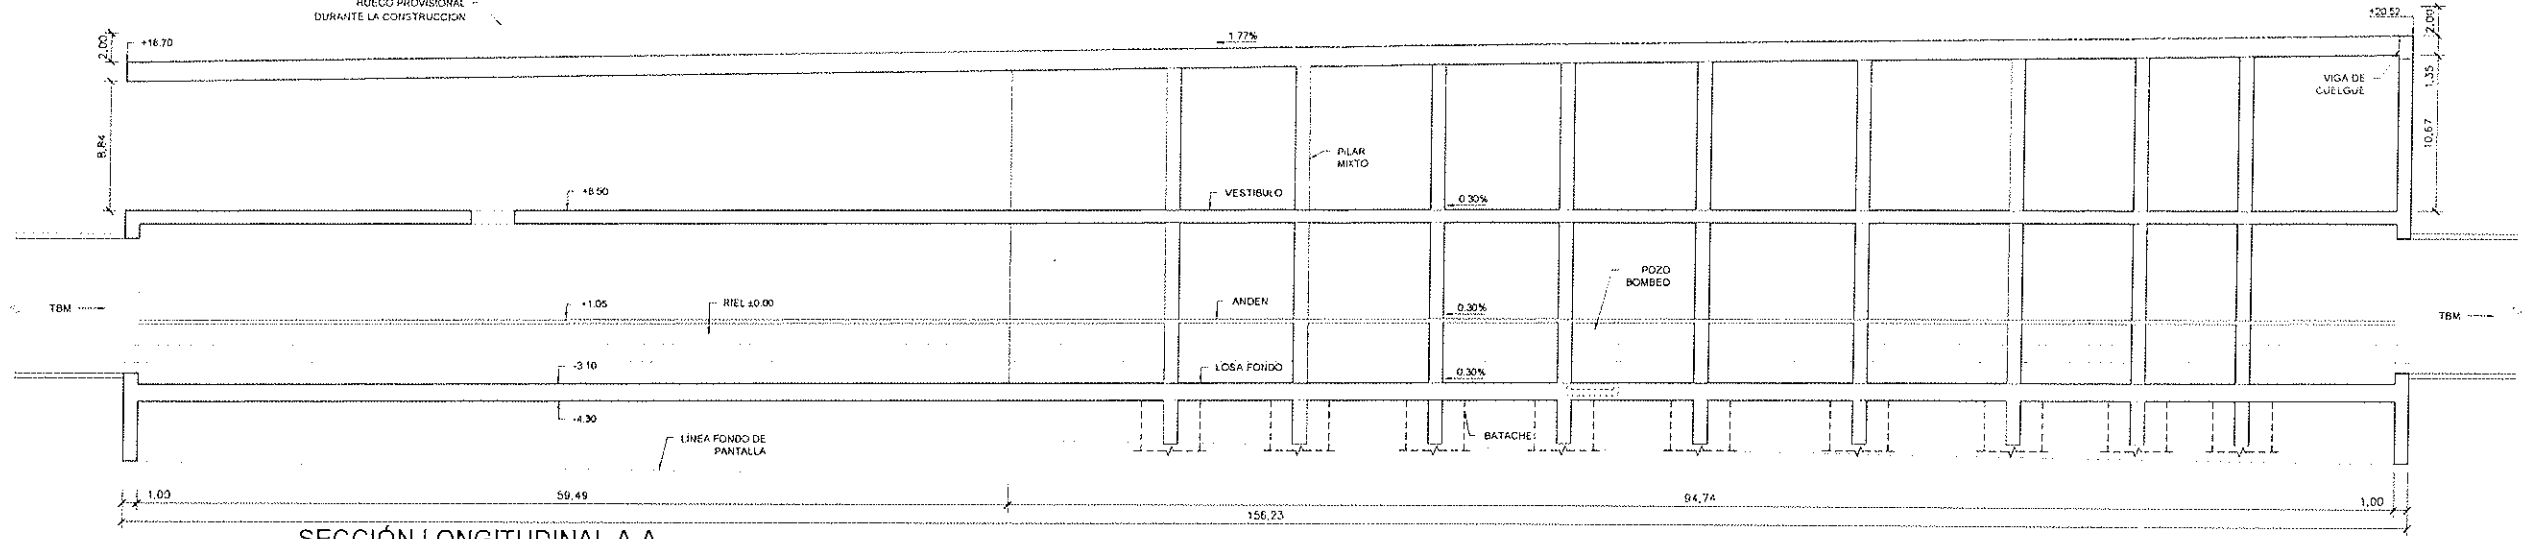 HUECO PROVISIONAL
DURANTE LA CONSTRUCCION
+20.52
2,00
2,00
+18.70
1.77%
VIGA DE
CUELGUE
1,35
8,84
10,67
PILAR
MIXTO
+8.50
VESTIBULO
0.30%
POZO
BOMBEO
TBM
+1.05
RIEL ±0.00
ANDEN
0.30%
TBM
-3.10
LOSA FONDO
0.30%
-4.30
LÍNEA FONDO DE
PANTALLA
BATACHE
1,00
59,49
94,74
1,00
156,23
SECCIÓN LONGITUDINAL A-A